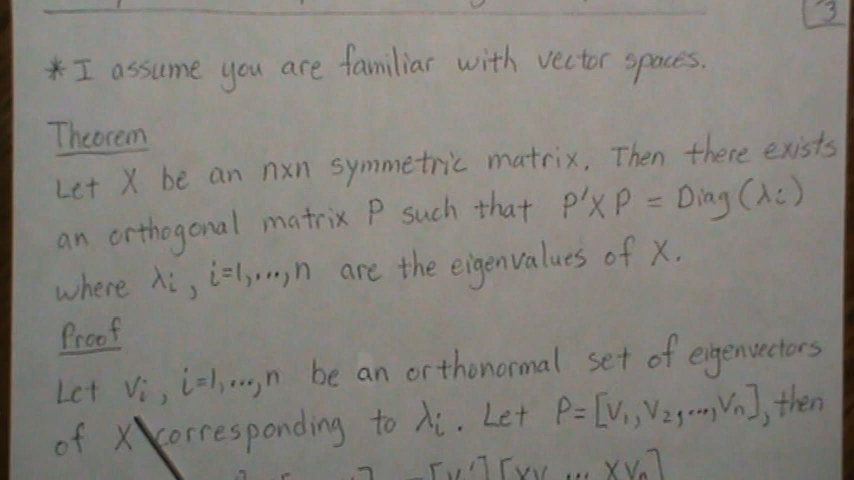 3
*I assume you are familiar with vector spaces.
Theorem
Let X be an nxn symmetric matrix. Then there exists
an orthogonal matrix P such that P'XP = Diag(λi)
where λi, i=1,...,n are the eigenvalues of X.
Proof
Let vi, i=1,...,n be an orthonormal set of eigenvectors
of X corresponding to λi. Let P=[V1,V2,...,Vn], then